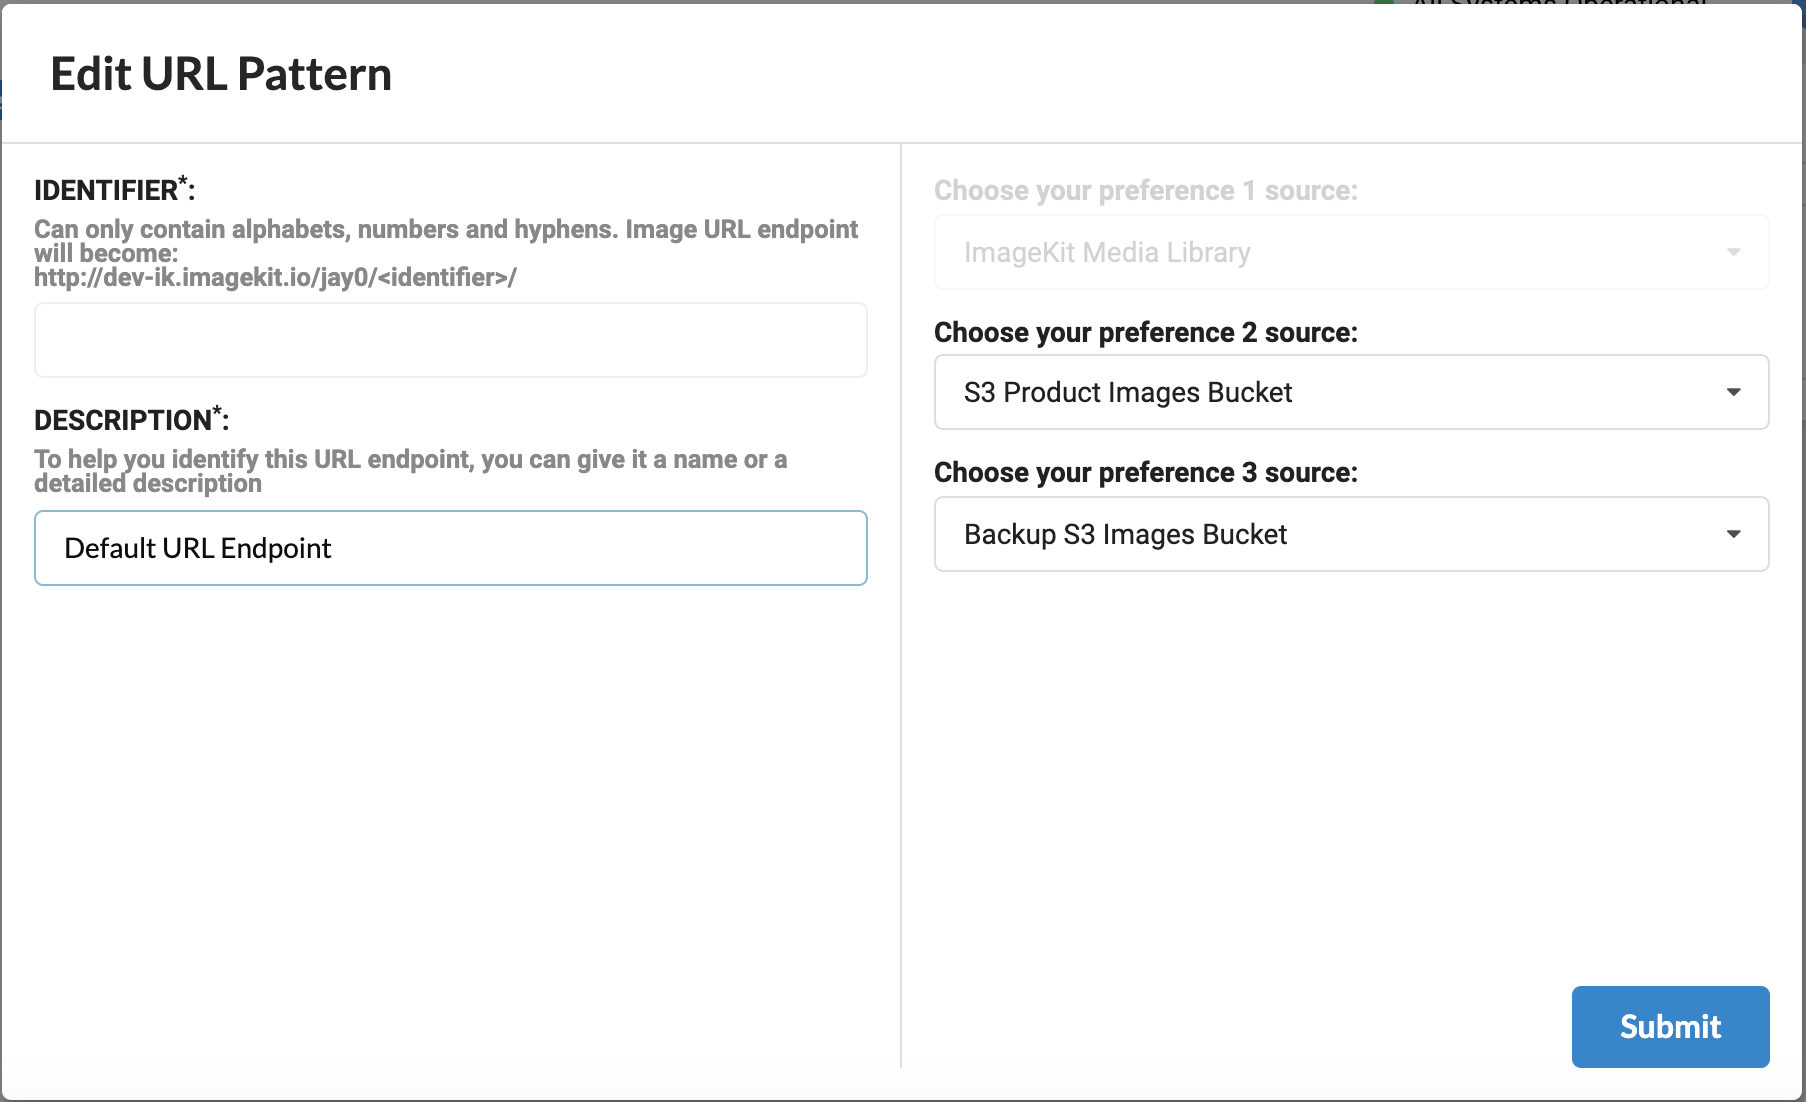 All Systems Operational
Edit URL Pattern
IDENTIFIER*:
Can only contain alphabets, numbers and hyphens. Image URL endpoint
will become:
http://dev-ik.imagekit.io/jay0/<identifier>/
DESCRIPTION*:
To help you identify this URL endpoint, you can give it a name or a
detailed description
Default URL Endpoint
Choose your preference 1 source:
ImageKit Media Library
Choose your preference 2 source:
S3 Product Images Bucket
Choose your preference 3 source:
Backup S3 Images Bucket
Submit